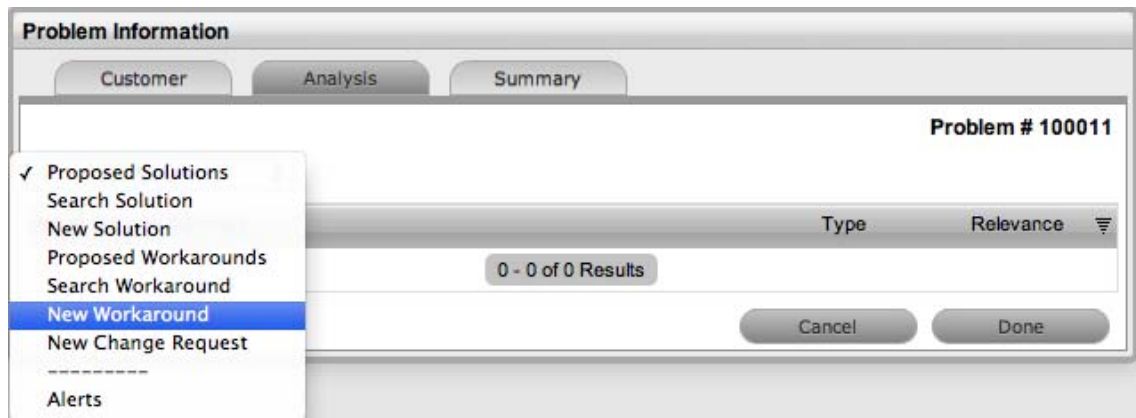 Problem Information
Customer Analysis Summary
Problem # 100011
✓ Proposed Solutions
Search Solution
New Solution
Proposed Workarounds
Search Workaround
New Workaround
New Change Request
---------
Alerts
Type Relevance
0 - 0 of 0 Results
Cancel Done